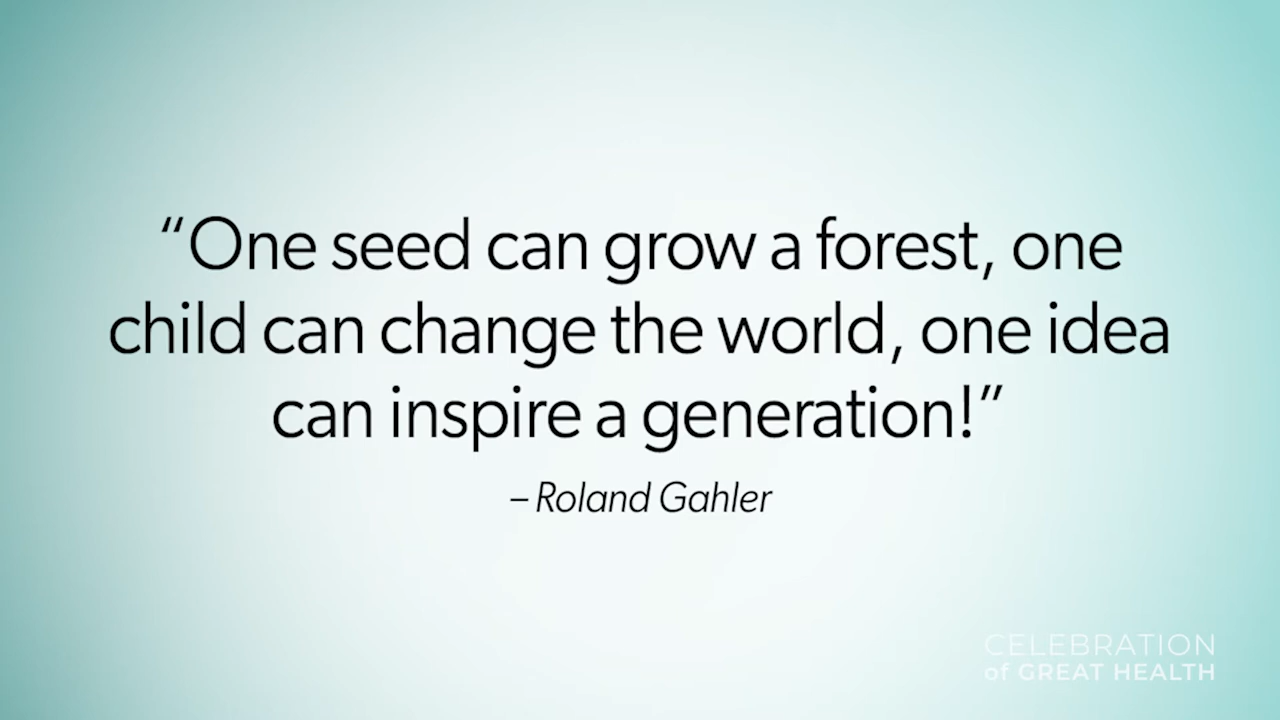 “One seed can grow a forest, one
child can change the world, one idea
can inspire a generation!”
– Roland Gahler
CELEBRATION
of GREAT HEALTH